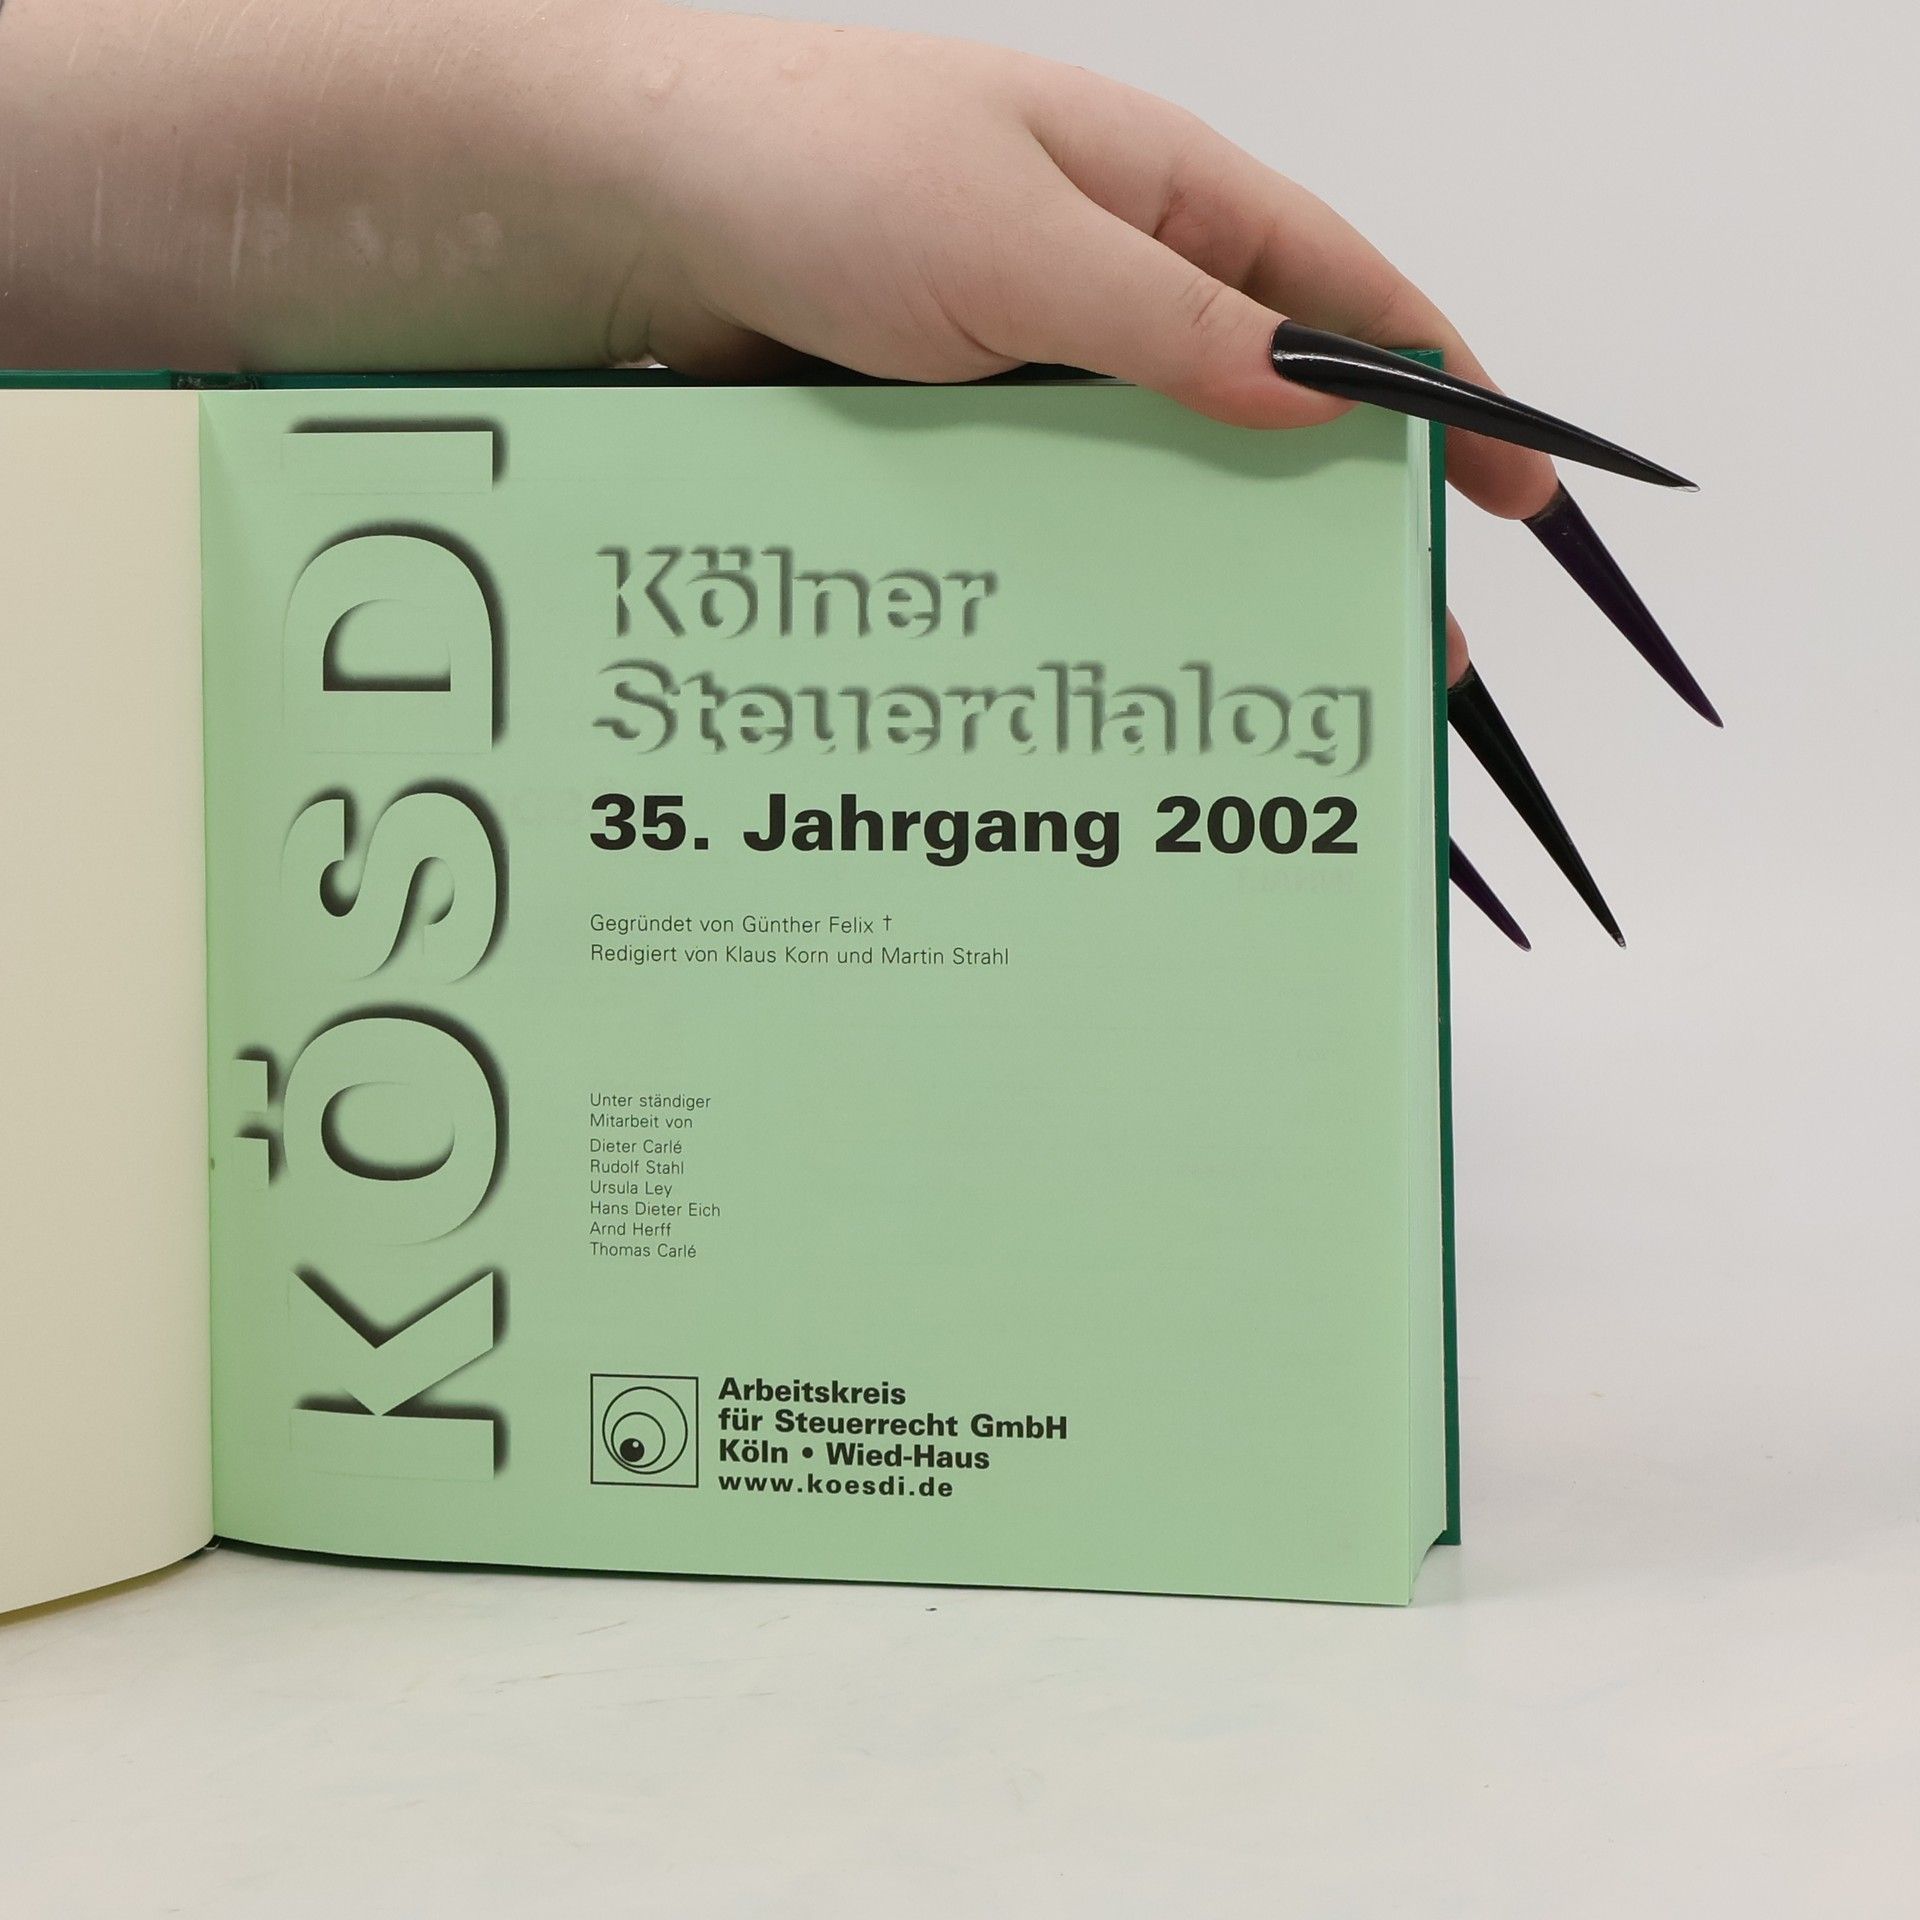 KÖSDI
Kölner
Steuerdialog
35. Jahrgang 2002
Gegründet von Günther Felix †
Redigiert von Klaus Korn und Martin Strahl
Unter ständiger
Mitarbeit von
Dieter Carlé
Rudolf Stahl
Ursula Ley
Hans Dieter Eich
Arnd Herff
Thomas Carlé
Arbeitskreis
für Steuerrecht GmbH
Köln • Wied-Haus
www.koesdi.de